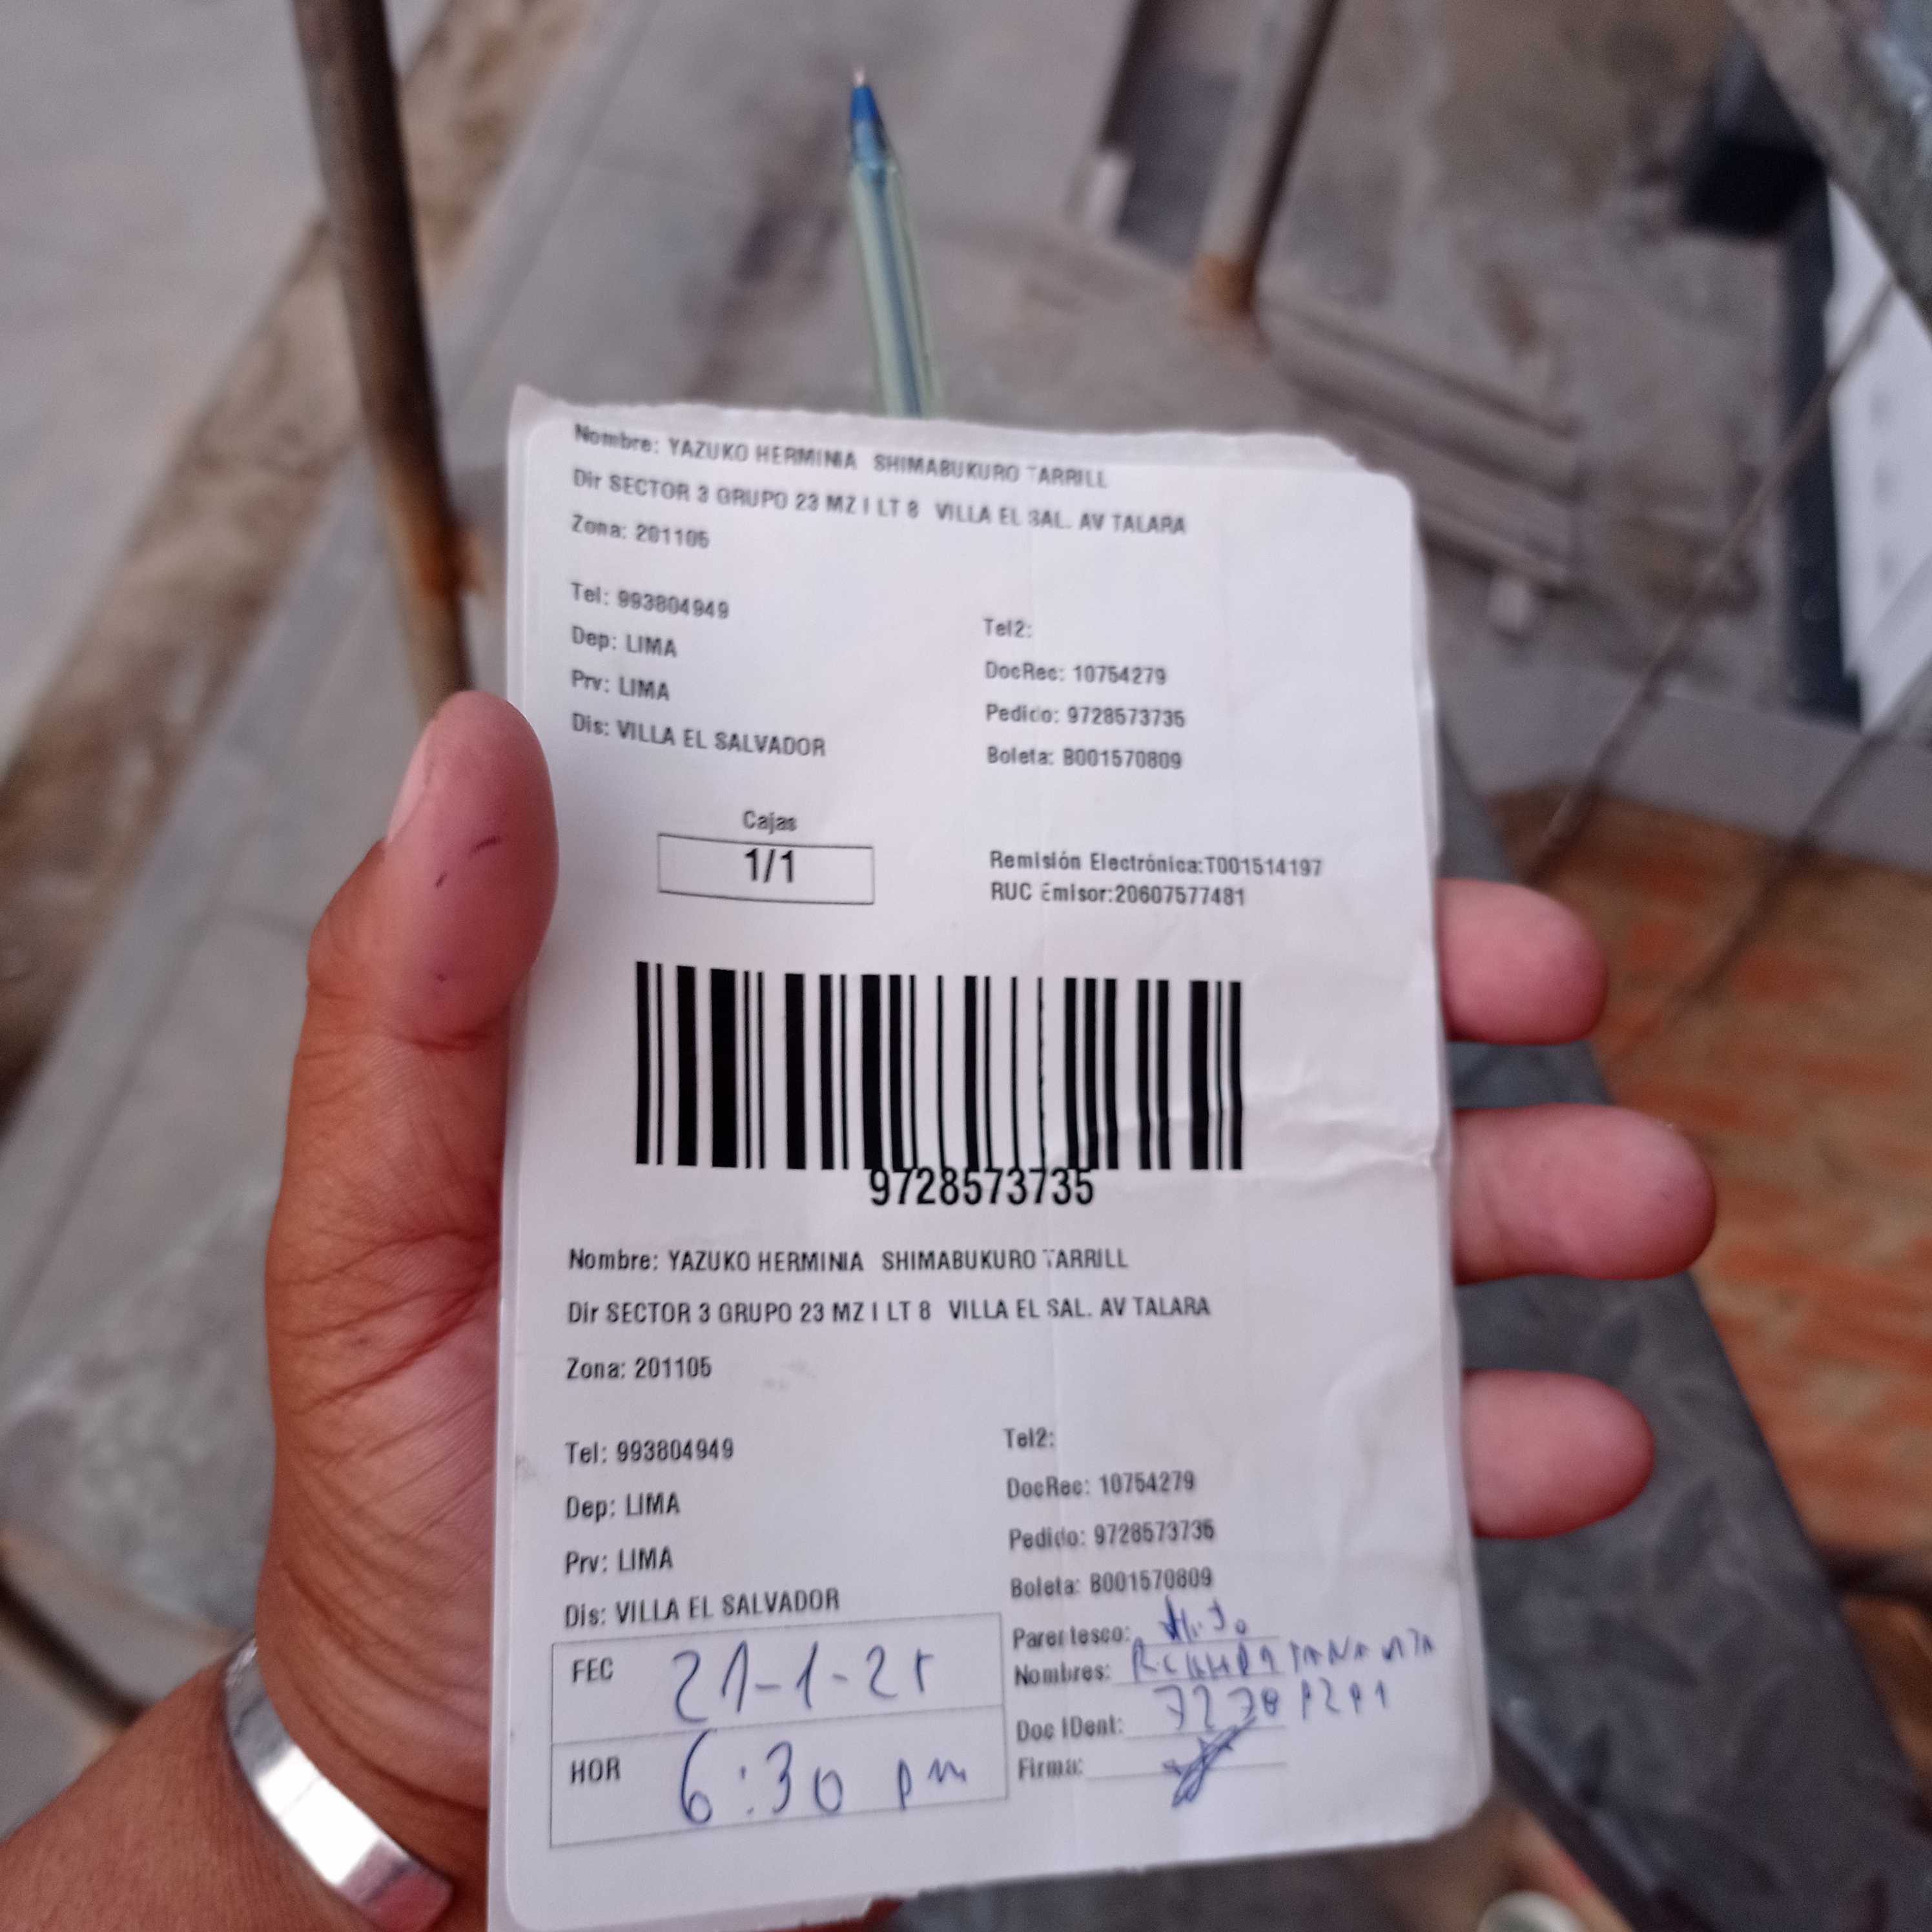 Nombre: YAZUKO HERMINIA SHIMABUKURO TARRILL
Dir SECTOR 3 GRUPO 23 MZ I LT 8 VILLA EL SAL. AV TALARA
Zona: 201105
Tel: 993804949
Tel2:
Dep: LIMA
DocRec: 10754279
Prv: LIMA
Pedido: 9728573735
Dis: VILLA EL SALVADOR
Boleta: B001570809
Cajas
1/1
Remisión Electrónica:T001514197
RUC Emisor:20607577481
9728573735
Nombre: YAZUKO HERMINIA SHIMABUKURO TARRILL
Dir SECTOR 3 GRUPO 23 MZ I LT 8 VILLA EL SAL. AV TALARA
Zona: 201105
Tel: 993804949
Tel2:
Dep: LIMA
DocRec: 10754279
Prv: LIMA
Pedido: 9728573735
Dis: VILLA EL SALVADOR
Boleta: B001570809
Parentesco: Hijo
Nombres:
Doc IDent:
Firma:
FEC 21-1-25
HOR 6:30 pm